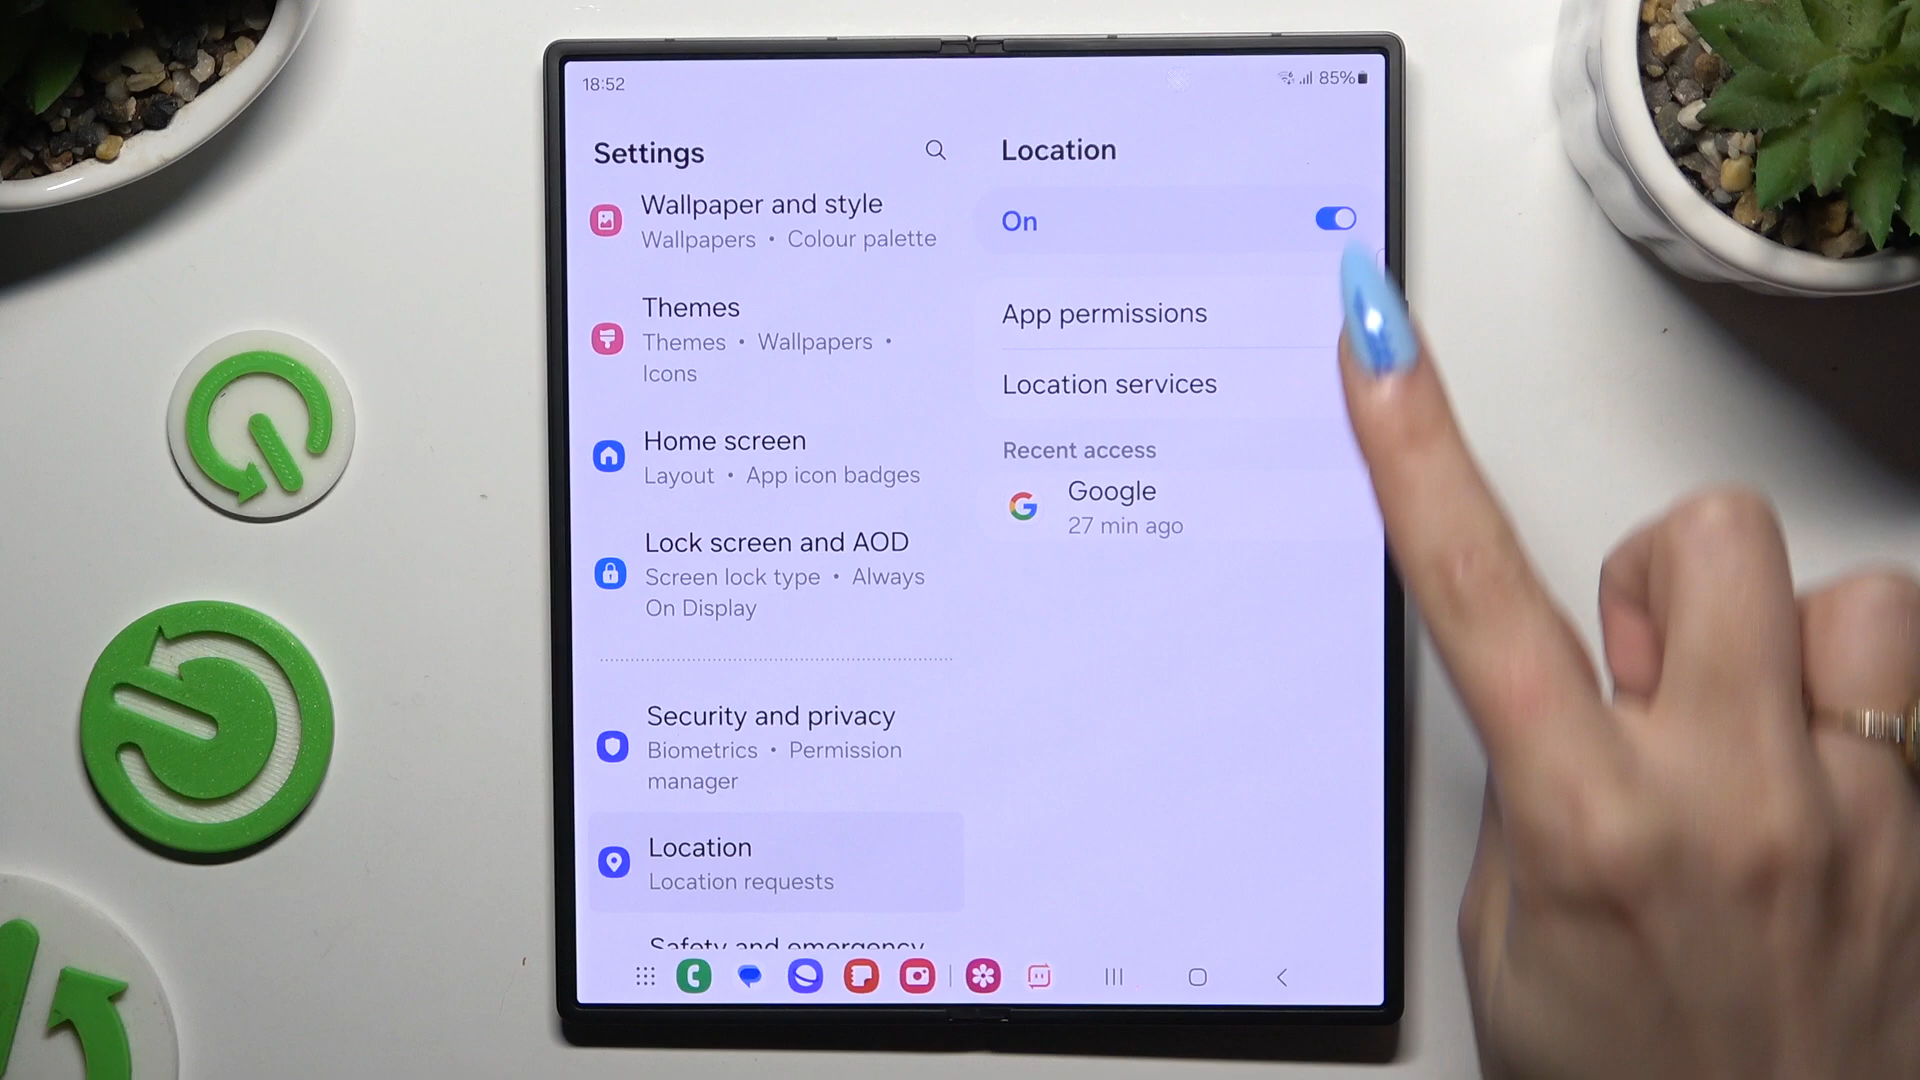 18:52
85%
Settings
Wallpaper and style
Wallpapers • Colour palette
Themes
Themes • Wallpapers •
Icons
Home screen
Layout • App icon badges
Lock screen and AOD
Screen lock type • Always
On Display
Security and privacy
Biometrics • Permission
manager
Location
Location requests
Safety and emergency
Location
On
App permissions
Location services
Recent access
Google
27 min ago